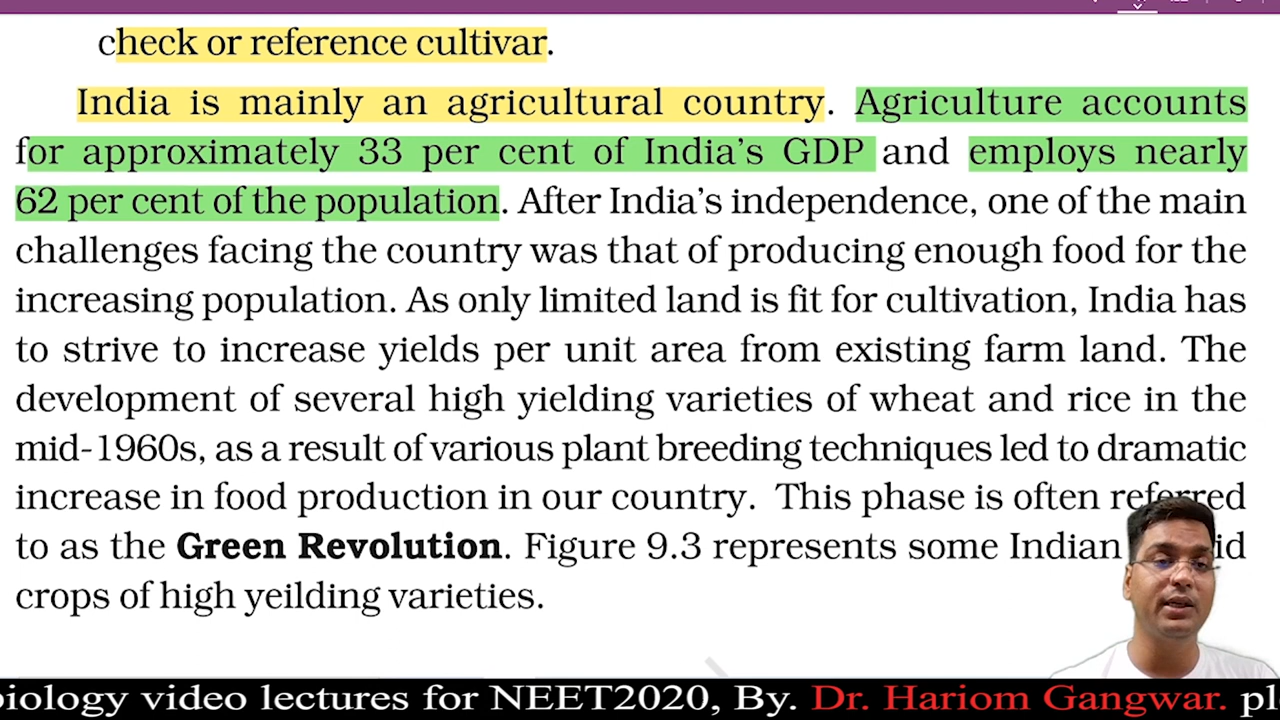 check or reference cultivar.
India is mainly an agricultural country. Agriculture accounts
for approximately 33 per cent of India's GDP and employs nearly
62 per cent of the population. After India's independence, one of the main
challenges facing the country was that of producing enough food for the
increasing population. As only limited land is fit for cultivation, India has
to strive to increase yields per unit area from existing farm land. The
development of several high yielding varieties of wheat and rice in the
mid-1960s, as a result of various plant breeding techniques led to dramatic
increase in food production in our country. This phase is often referred
to as the Green Revolution. Figure 9.3 represents some Indian
crops of high yeilding varieties.
biology video lectures for NEET2020, By. Dr. Hariom Gangwar. pl